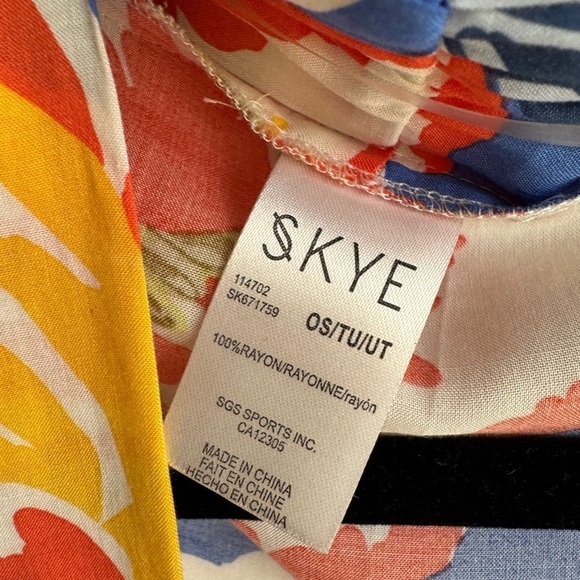 SKYE
114702
SK671759
OS/TU/UT
100%RAYON/RAYONNE/rayón
SGS SPORTS INC.
CA12305
MADE IN CHINA
FAIT EN CHINE
HECHO EN CHINA